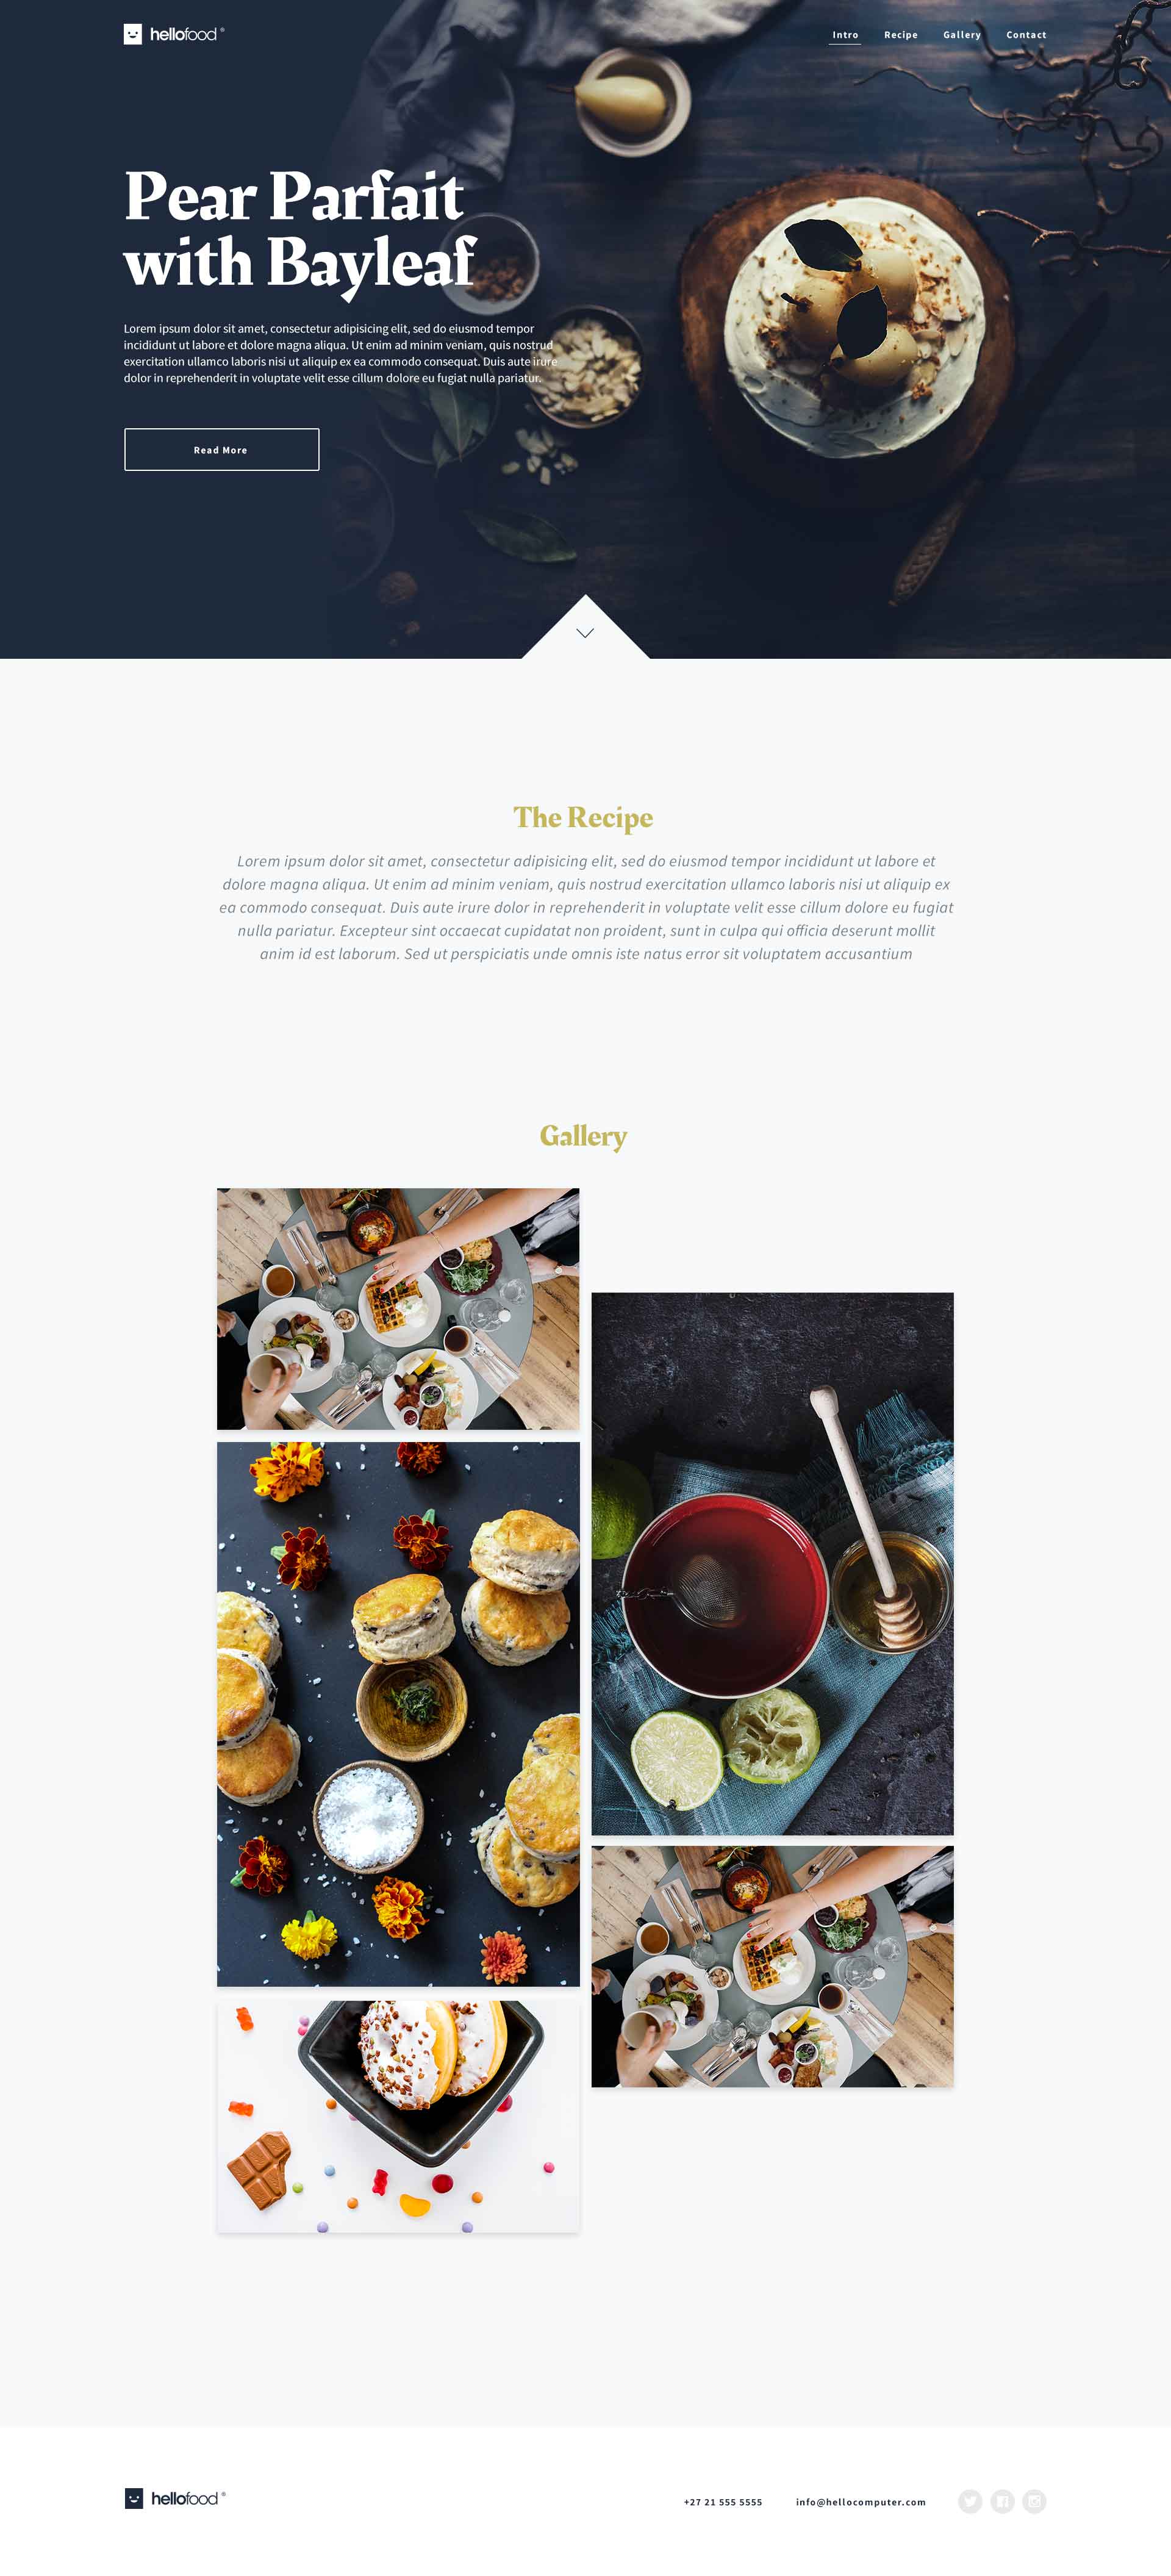 hellofood®
Intro Recipe Gallery Contact
Pear Parfait
with Bayleaf
Lorem ipsum dolor sit amet, consectetur adipisicing elit, sed do eiusmod tempor
incididunt ut labore et dolore magna aliqua. Ut enim ad minim veniam, quis nostrud
exercitation ullamco laboris nisi ut aliquip ex ea commodo consequat. Duis aute irure
dolor in reprehenderit in voluptate velit esse cillum dolore eu fugiat nulla pariatur.
Read More
The Recipe
Lorem ipsum dolor sit amet, consectetur adipisicing elit, sed do eiusmod tempor incididunt ut labore et
dolore magna aliqua. Ut enim ad minim veniam, quis nostrud exercitation ullamco laboris nisi ut aliquip ex
ea commodo consequat. Duis aute irure dolor in reprehenderit in voluptate velit esse cillum dolore eu fugiat
nulla pariatur. Excepteur sint occaecat cupidatat non proident, sunt in culpa qui officia deserunt mollit
anim id est laborum. Sed ut perspiciatis unde omnis iste natus error sit voluptatem accusantium
Gallery
hellofood®
+27 21 555 5555 info@hellocomputer.com